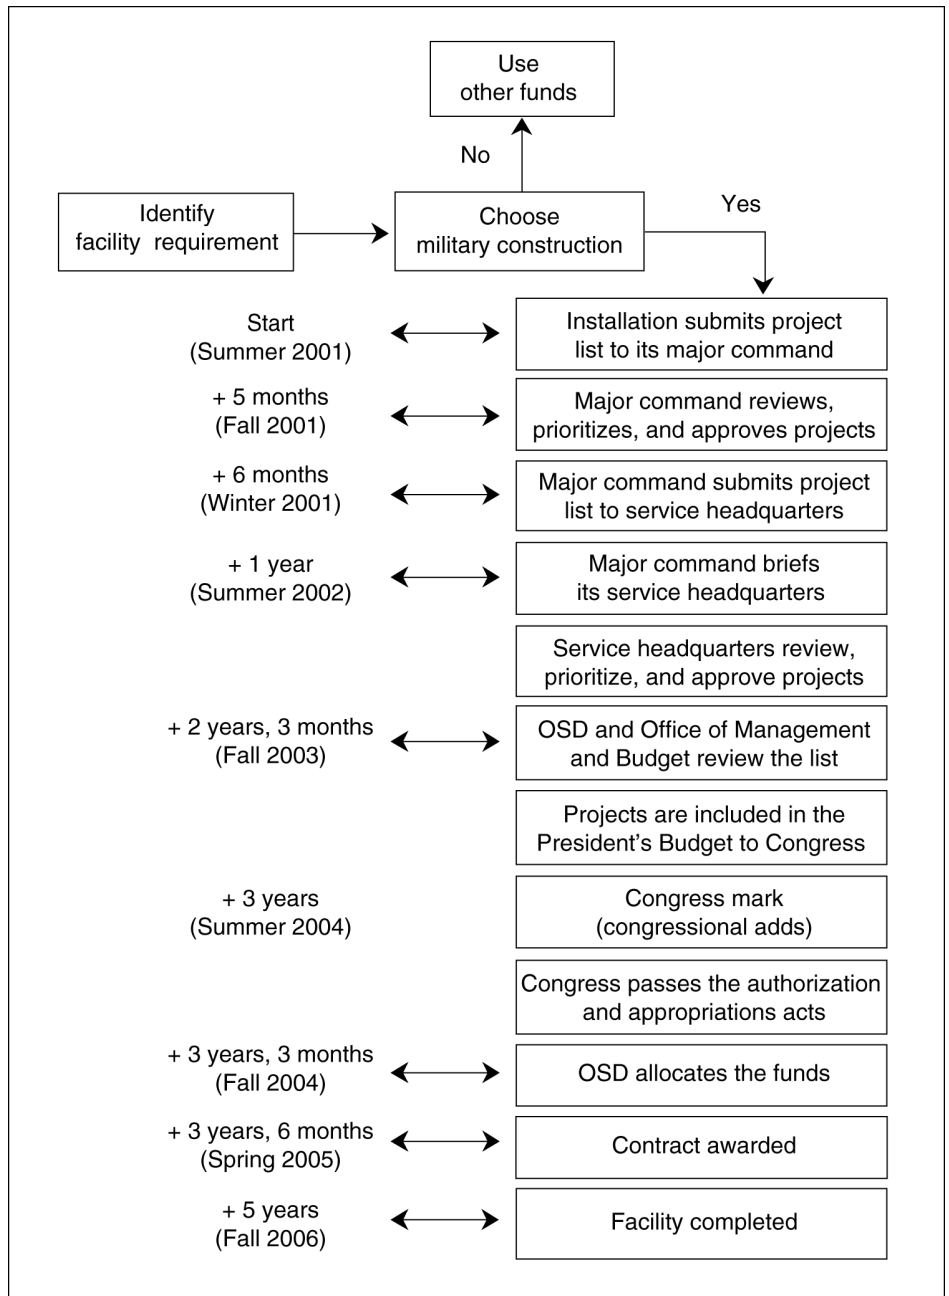 Use
other funds
No
Yes
Identify
facility requirement
Choose
military construction
Start
(Summer 2001)
Installation submits project
list to its major command
+ 5 months
(Fall 2001)
Major command reviews,
prioritizes, and approves projects
+ 6 months
(Winter 2001)
Major command submits project
list to service headquarters
+ 1 year
(Summer 2002)
Major command briefs
its service headquarters
Service headquarters review,
prioritize, and approve projects
+ 2 years, 3 months
(Fall 2003)
OSD and Office of Management
and Budget review the list
Projects are included in the
President's Budget to Congress
+ 3 years
(Summer 2004)
Congress mark
(congressional adds)
Congress passes the authorization
and appropriations acts
+ 3 years, 3 months
(Fall 2004)
OSD allocates the funds
+ 3 years, 6 months
(Spring 2005)
Contract awarded
+ 5 years
(Fall 2006)
Facility completed